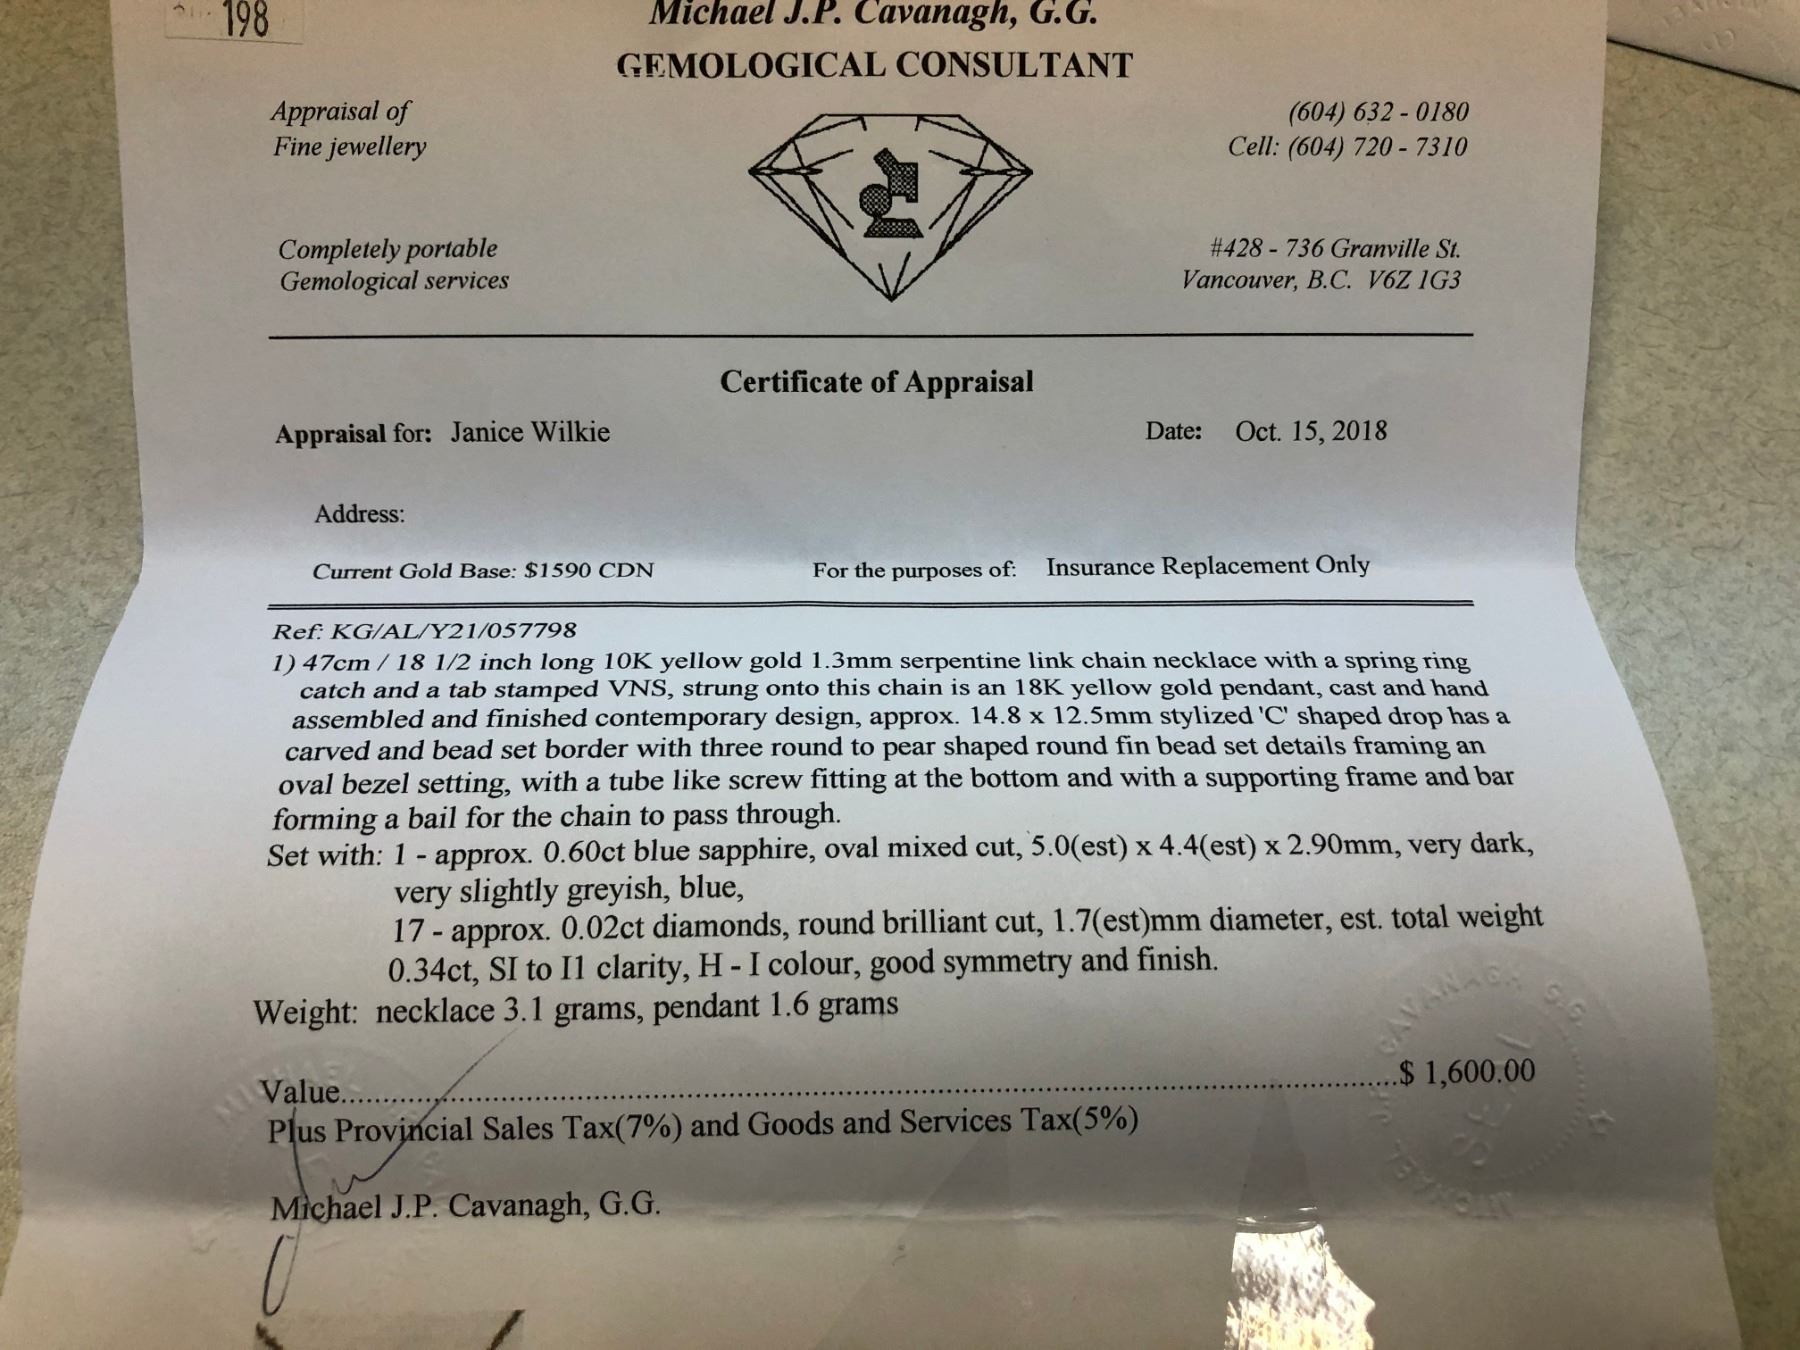 198
Michael J.P. Cavanagh, G.G.
GEMOLOGICAL CONSULTANT
Appraisal of
Fine jewellery
(604) 632 - 0180
Cell: (604) 720 - 7310
Completely portable
Gemological services
#428 - 736 Granville St.
Vancouver, B.C. V6Z 1G3
Certificate of Appraisal
Appraisal for: Janice Wilkie
Date: Oct. 15, 2018
Address:
Current Gold Base: $1590 CDN
For the purposes of: Insurance Replacement Only
Ref: KG/AL/Y21/057798
1) 47cm / 18 1/2 inch long 10K yellow gold 1.3mm serpentine link chain necklace with a spring ring
catch and a tab stamped VNS, strung onto this chain is an 18K yellow gold pendant, cast and hand
assembled and finished contemporary design, approx. 14.8 x 12.5mm stylized 'C' shaped drop has a
carved and bead set border with three round to pear shaped round fin bead set details framing an
oval bezel setting, with a tube like screw fitting at the bottom and with a supporting frame and bar
forming a bail for the chain to pass through.
Set with: 1 - approx. 0.60ct blue sapphire, oval mixed cut, 5.0(est) x 4.4(est) x 2.90mm, very dark,
very slightly greyish, blue,
17 - approx. 0.02ct diamonds, round brilliant cut, 1.7(est)mm diameter, est. total weight
0.34ct, SI to I1 clarity, H - I colour, good symmetry and finish.
Weight: necklace 3.1 grams, pendant 1.6 grams
Value..........$ 1,600.00
Plus Provincial Sales Tax(7%) and Goods and Services Tax(5%)
Michael J.P. Cavanagh, G.G.